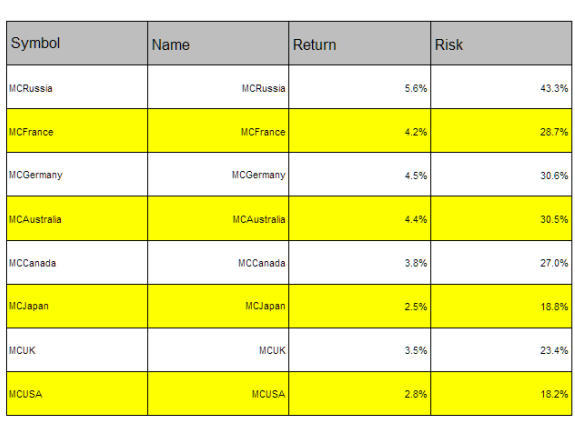 Symbol Name Return Risk
MCRussia MCRussia 5.6% 43.3%
MCFrance MCFrance 4.2% 28.7%
MCGermany MCGermany 4.5% 30.6%
MCAustralia MCAustralia 4.4% 30.5%
MCCanada MCCanada 3.8% 27.0%
MCJapan MCJapan 2.5% 18.8%
MCUK MCUK 3.5% 23.4%
MCUSA MCUSA 2.8% 18.2%